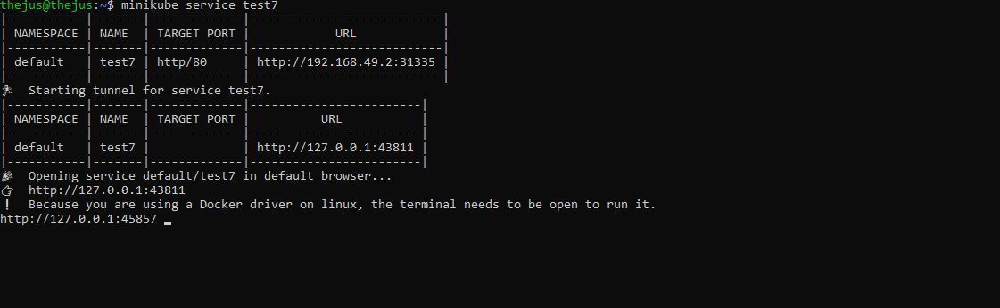 thejus@thejus:~$ minikube service test7
|-----------|-------|-------------|---------------------------|
| NAMESPACE | NAME  | TARGET PORT |            URL            |
|-----------|-------|-------------|---------------------------|
| default   | test7 | http/80     | http://192.168.49.2:31335 |
|-----------|-------|-------------|---------------------------|
🏃  Starting tunnel for service test7.
|-----------|-------|-------------|------------------------|
| NAMESPACE | NAME  | TARGET PORT |          URL           |
|-----------|-------|-------------|------------------------|
| default   | test7 |             | http://127.0.0.1:43811 |
|-----------|-------|-------------|------------------------|
🎉  Opening service default/test7 in default browser...
👉  http://127.0.0.1:43811
❗  Because you are using a Docker driver on linux, the terminal needs to be open to run it.
http://127.0.0.1:45857